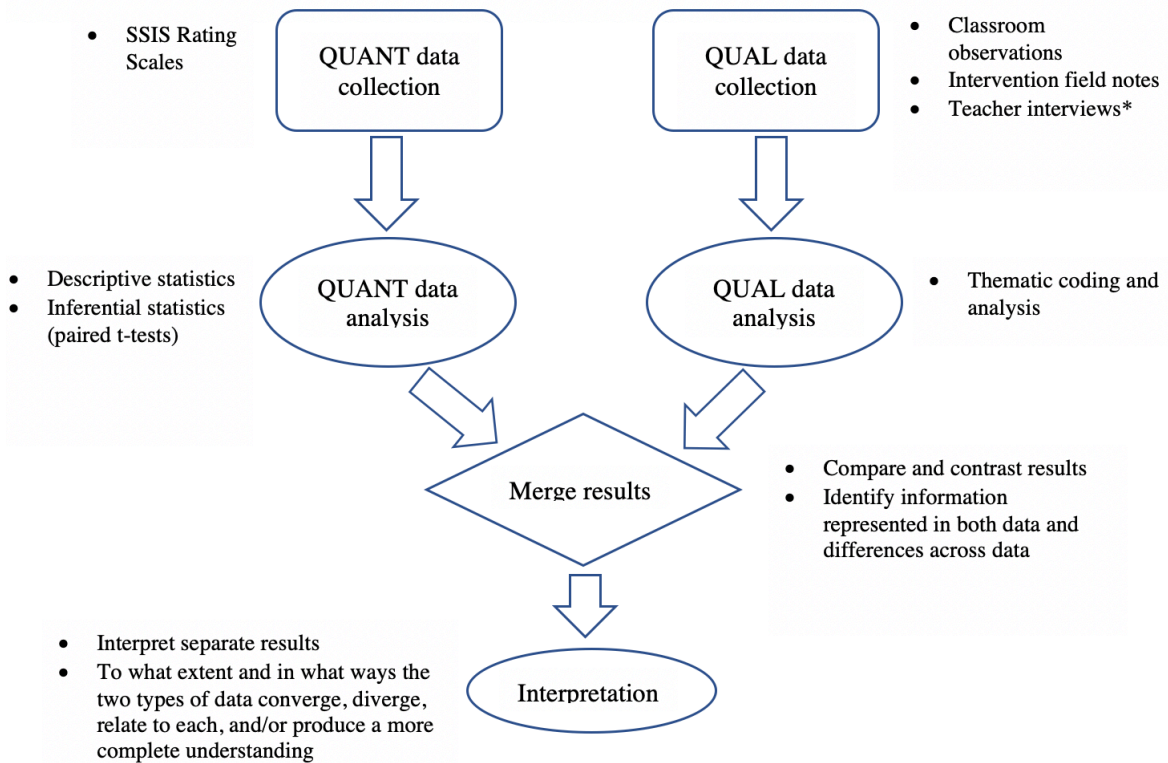 • SSIS Rating
Scales
QUANT data
collection
QUAL data
collection
• Classroom
observations
• Intervention field notes
• Teacher interviews*
• Descriptive statistics
• Inferential statistics
(paired t-tests)
QUANT data
analysis
QUAL data
analysis
• Thematic coding and
analysis
Merge results
• Compare and contrast results
• Identify information
represented in both data and
differences across data
• Interpret separate results
• To what extent and in what ways the
two types of data converge, diverge,
relate to each, and/or produce a more
complete understanding
Interpretation